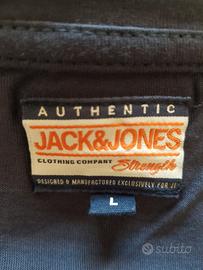 AUTHENTIC
JACK&JONES
CLOTHING COMPANY Strength
DESIGNED & MANUFACTURED EXCLUSIVELY FOR JJ
L
subito